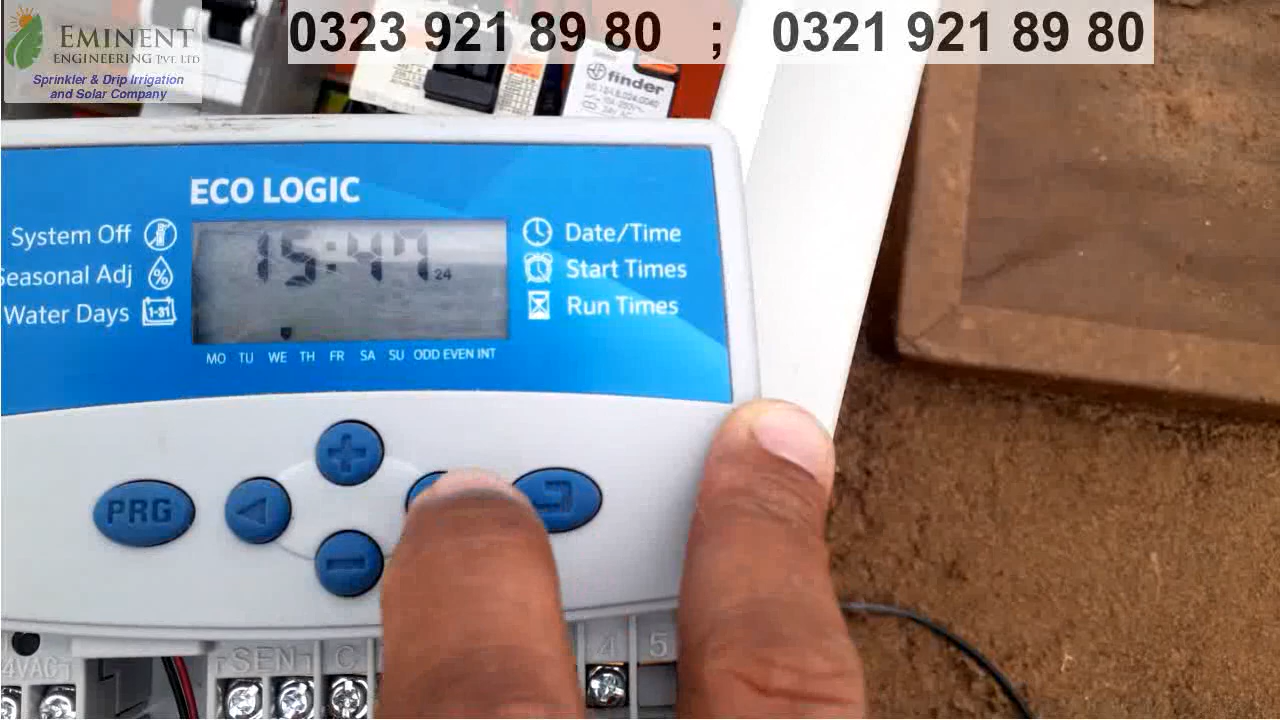 0323 921 89 80 ; 0321 921 89 80
EMINENT
ENGINEERING PVT. LTD
Sprinkler & Drip Irrigation
and Solar Company
finder
ECO LOGIC
System Off
Seasonal Adj
Water Days
1-31
15:47
24
Date/Time
Start Times
Run Times
MO TU WE TH FR SA SU ODD EVEN INT
PRG
SEN C 4 5